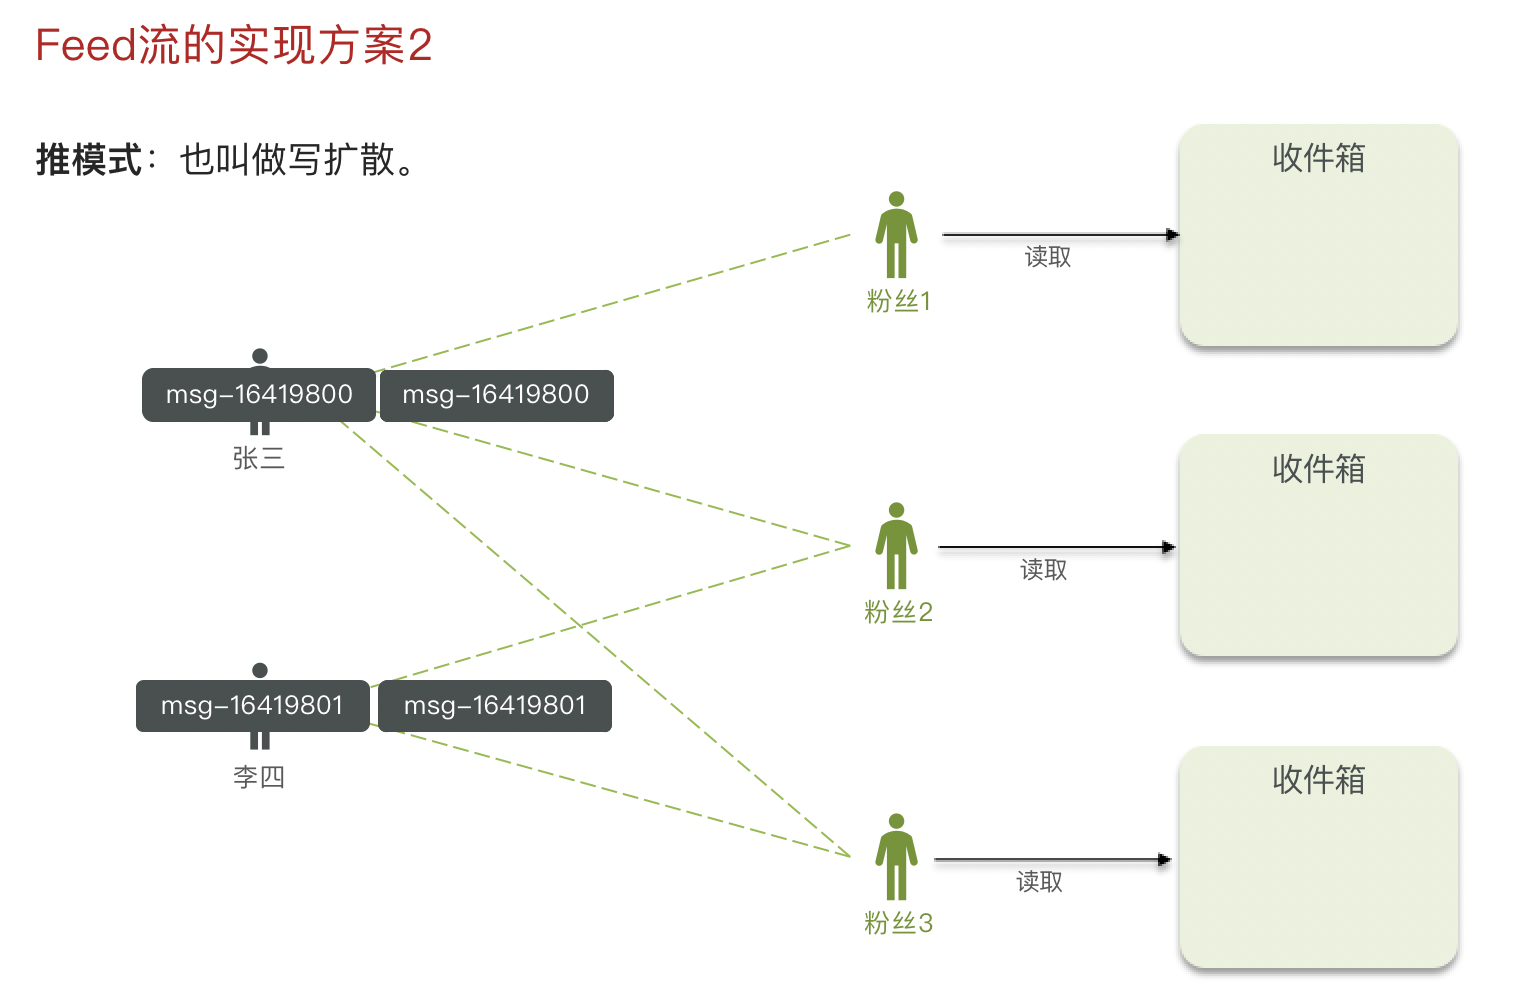 Feed流的实现方案2
推模式：也叫做写扩散。
收件箱
读取
粉丝1
msg-16419800 msg-16419800
张三
收件箱
读取
粉丝2
msg-16419801 msg-16419801
李四
收件箱
读取
粉丝3